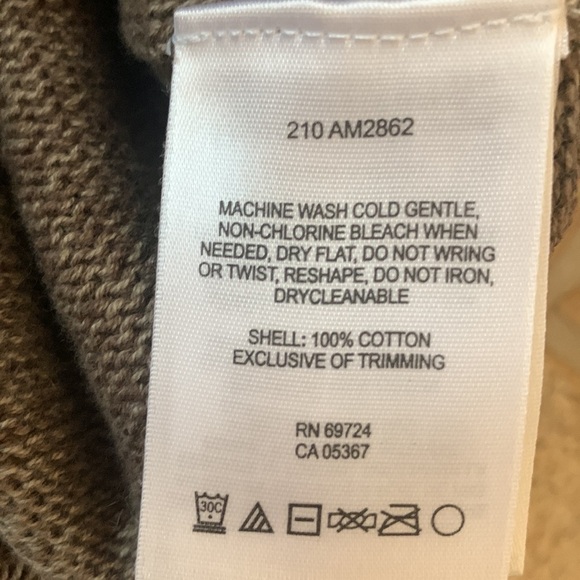 210 AM2862
MACHINE WASH COLD GENTLE,
NON-CHLORINE BLEACH WHEN
NEEDED, DRY FLAT, DO NOT WRING
OR TWIST, RESHAPE, DO NOT IRON,
DRYCLEANABLE
SHELL: 100% COTTON
EXCLUSIVE OF TRIMMING
RN 69724
CA 05367
30C